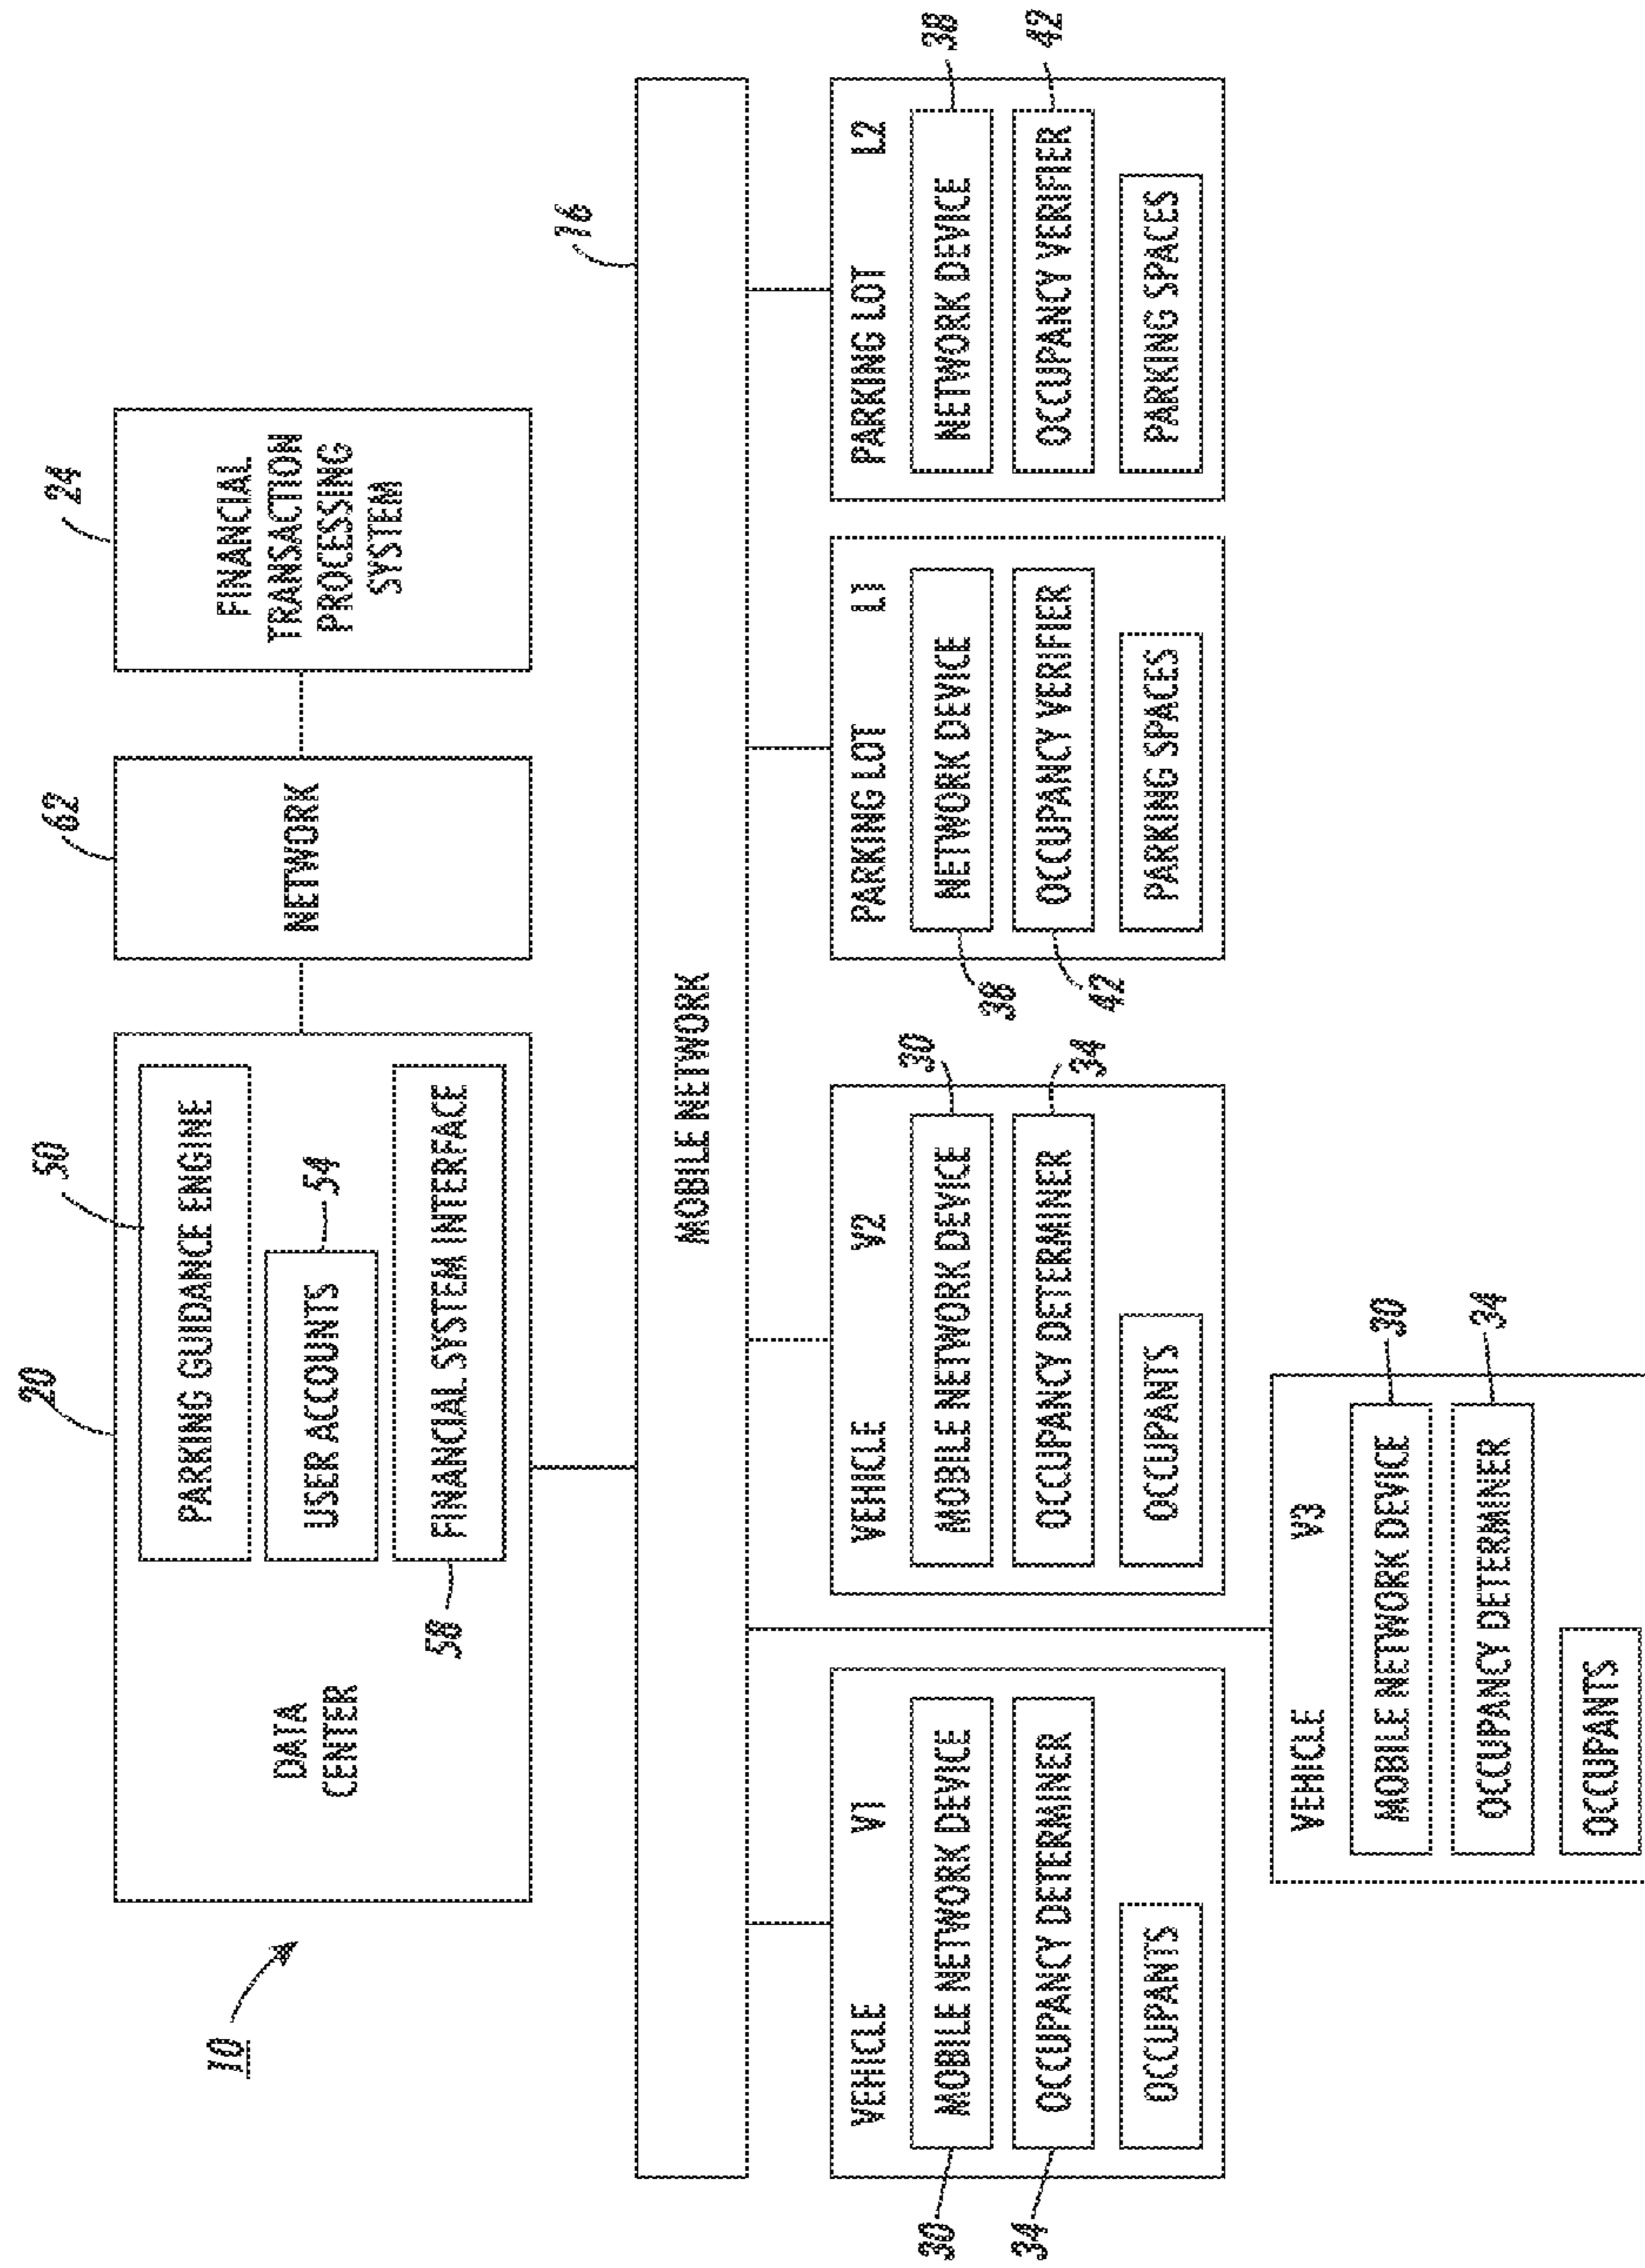 10
20
50
62
24
DATA
CENTER
PARKING GUIDANCE ENGINE
USER ACCOUNTS
54
FINANCIAL SYSTEM INTERFACE
58
NETWORK
FINANCIAL
TRANSACTION
PROCESSING
SYSTEM
16
MOBILE NETWORK
VEHICLE V1
MOBILE NETWORK DEVICE
30
OCCUPANCY DETERMINER
34
OCCUPANTS
VEHICLE V2
MOBILE NETWORK DEVICE
30
OCCUPANCY DETERMINER
34
OCCUPANTS
PARKING LOT L1
NETWORK DEVICE
38
OCCUPANCY VERIFIER
42
PARKING SPACES
PARKING LOT L2
NETWORK DEVICE
38
OCCUPANCY VERIFIER
42
PARKING SPACES
VEHICLE V3
MOBILE NETWORK DEVICE
30
OCCUPANCY DETERMINER
34
OCCUPANTS